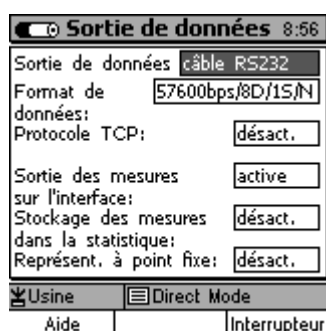 Sortie de données 8:56
Sortie de données câble RS232
Format de données: 57600bps/8D/1S/N
Protocole TCP: désact.
Sortie des mesures sur l'interface: active
Stockage des mesures dans la statistique: désact.
Représent. à point fixe: désact.
Usine Direct Mode
Aide Interrupteur